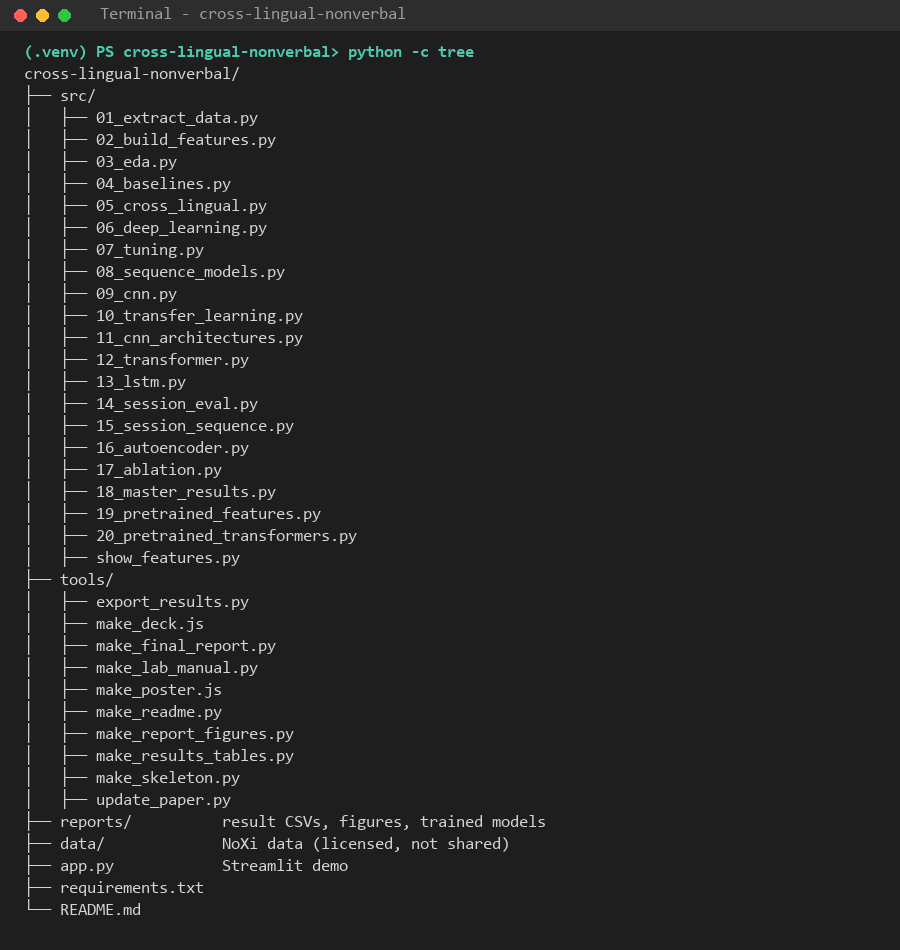 Terminal - cross-lingual-nonverbal
(.venv) PS cross-lingual-nonverbal> python -c tree
cross-lingual-nonverbal/
├── src/
│   ├── 01_extract_data.py
│   ├── 02_build_features.py
│   ├── 03_eda.py
│   ├── 04_baselines.py
│   ├── 05_cross_lingual.py
│   ├── 06_deep_learning.py
│   ├── 07_tuning.py
│   ├── 08_sequence_models.py
│   ├── 09_cnn.py
│   ├── 10_transfer_learning.py
│   ├── 11_cnn_architectures.py
│   ├── 12_transformer.py
│   ├── 13_lstm.py
│   ├── 14_session_eval.py
│   ├── 15_session_sequence.py
│   ├── 16_autoencoder.py
│   ├── 17_ablation.py
│   ├── 18_master_results.py
│   ├── 19_pretrained_features.py
│   ├── 20_pretrained_transformers.py
│   ├── show_features.py
├── tools/
│   ├── export_results.py
│   ├── make_deck.js
│   ├── make_final_report.py
│   ├── make_lab_manual.py
│   ├── make_poster.js
│   ├── make_readme.py
│   ├── make_report_figures.py
│   ├── make_results_tables.py
│   ├── make_skeleton.py
│   ├── update_paper.py
├── reports/          result CSVs, figures, trained models
├── data/             NoXi data (licensed, not shared)
├── app.py            Streamlit demo
├── requirements.txt
└── README.md